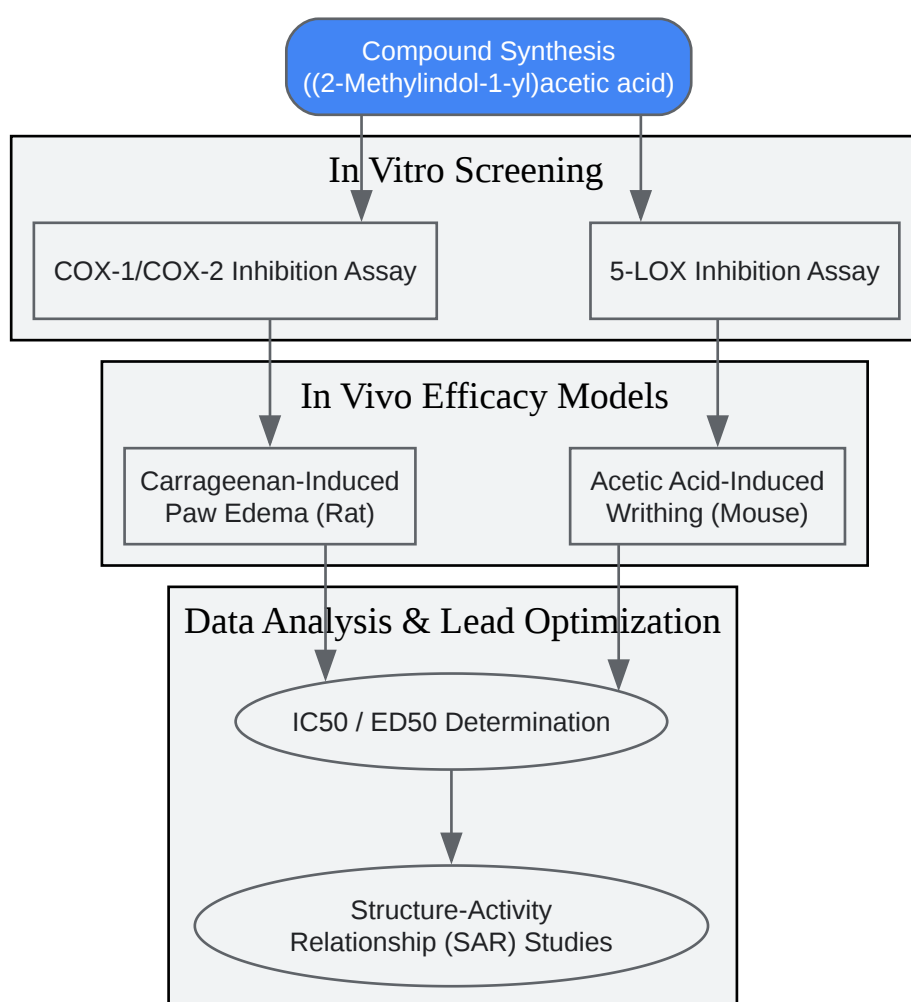 Compound Synthesis
((2-Methylindol-1-yl)acetic acid)
In Vitro Screening
COX-1/COX-2 Inhibition Assay
5-LOX Inhibition Assay
In Vivo Efficacy Models
Carrageenan-Induced
Paw Edema (Rat)
Acetic Acid-Induced
Writhing (Mouse)
Data Analysis & Lead Optimization
IC50 / ED50 Determination
Structure-Activity
Relationship (SAR) Studies